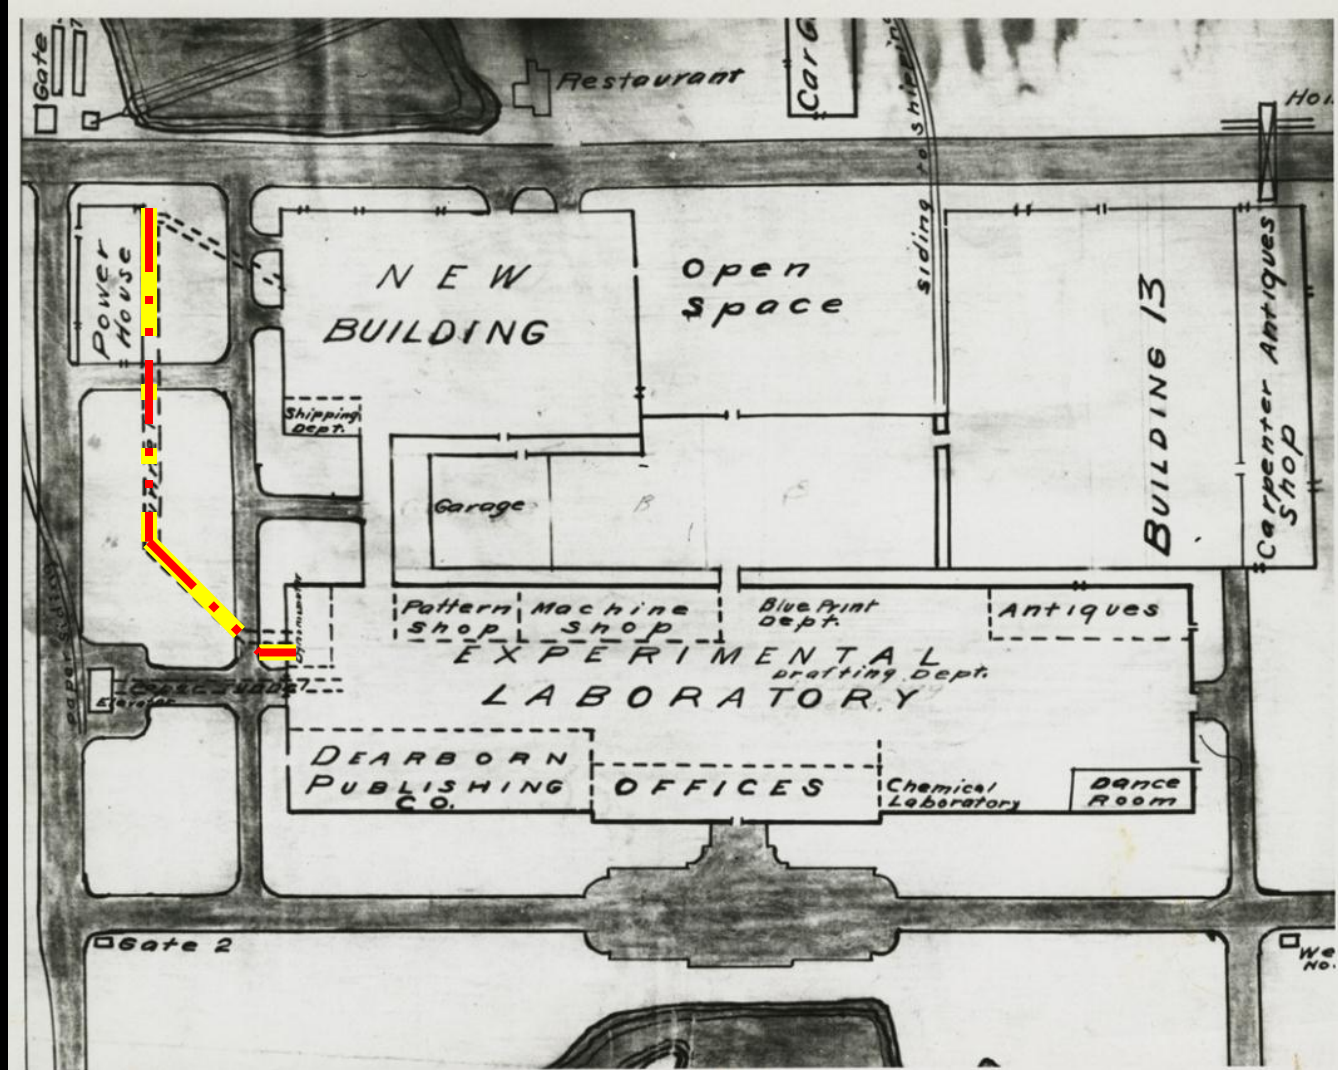 Gate
Restaurant
Car G
siding to shipping
Power
House
NEW
BUILDING
Open
Space
BUILDING 13
Carpenter Antiques
Shop
Shipping
Dept.
Garage
Pattern
Shop
Machine
Shop
Blue Print
Dept.
Antiques
EXPERIMENTAL
Drafting Dept.
LABORATORY
Elevator
DEARBORN
PUBLISHING
CO.
OFFICES
Chemical
Laboratory
Dance
Room
Gate 2
We
No.